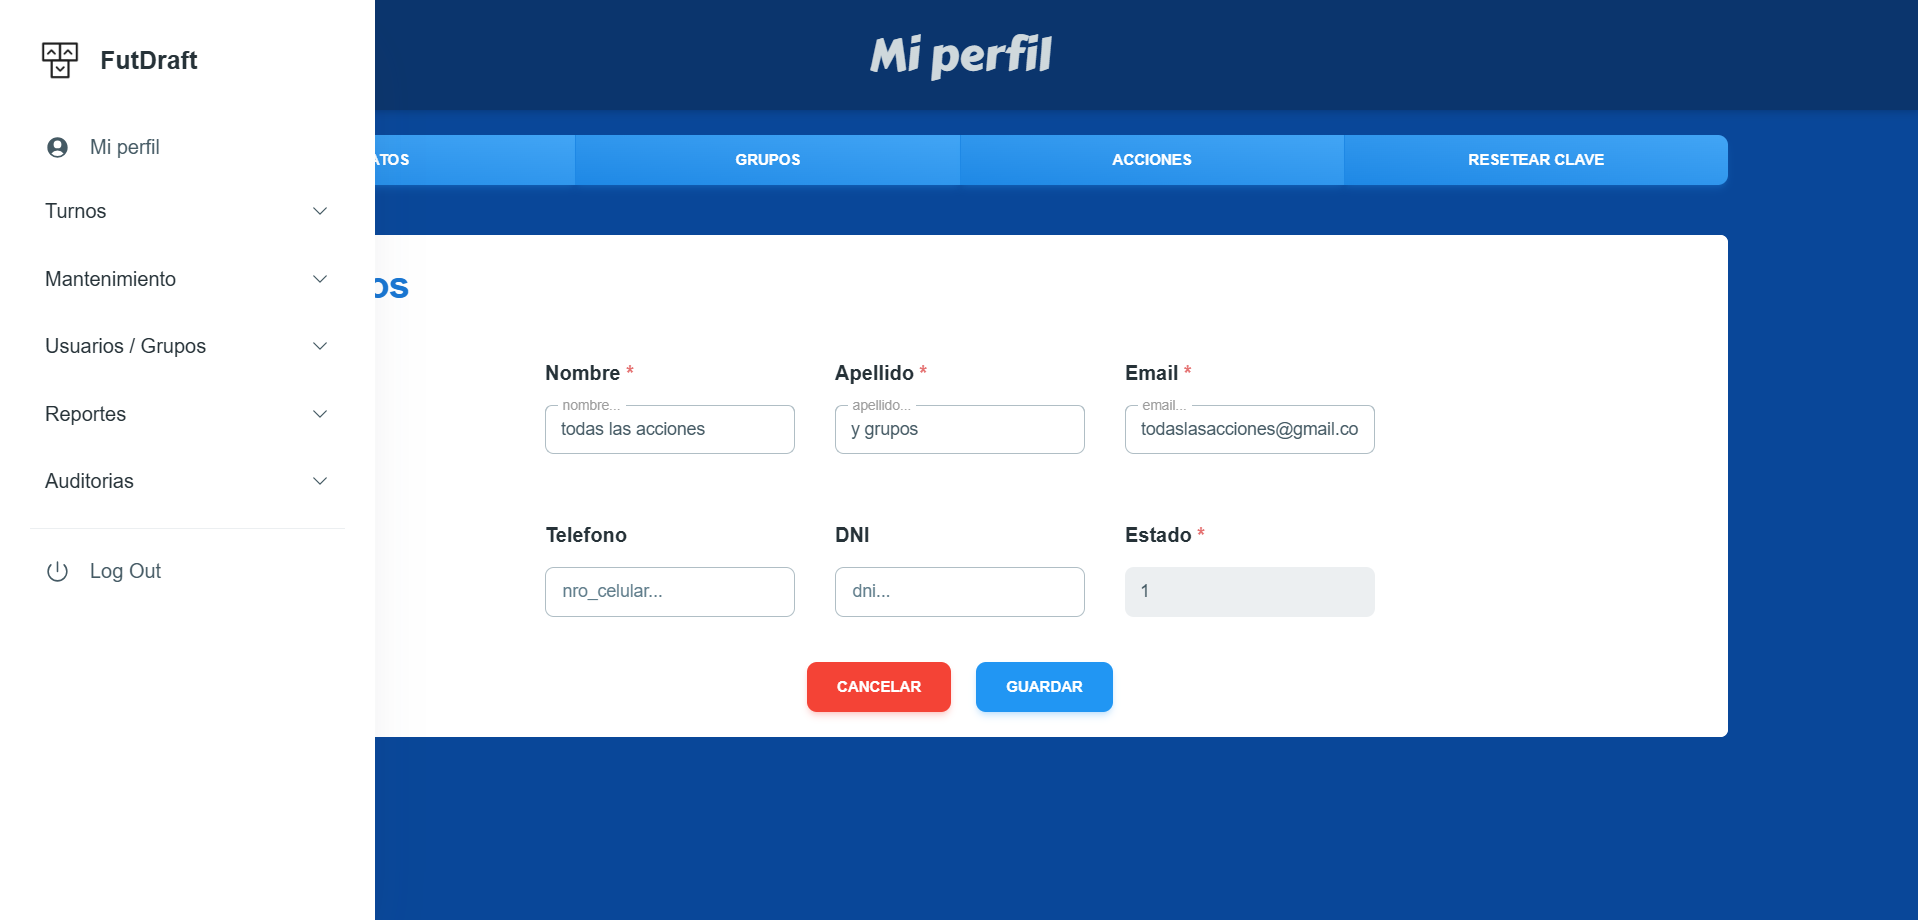 FutDraft
Mi perfil
Turnos
Mantenimiento
Usuarios / Grupos
Reportes
Auditorias
Log Out
Mi perfil
ATOS
GRUPOS
ACCIONES
RESETEAR CLAVE
os
Nombre *
Apellido *
Email *
nombre...
apellido...
email...
todas las acciones
y grupos
todaslasacciones@gmail.co
Telefono
DNI
Estado *
nro_celular...
dni...
1
CANCELAR
GUARDAR